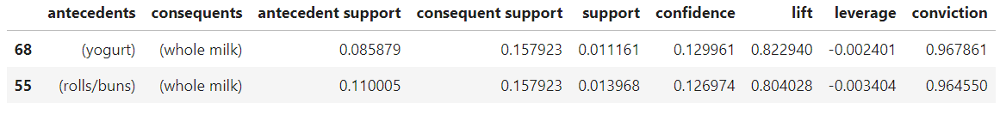 antecedents consequents antecedent support consequent support support confidence lift leverage conviction
68 (yogurt) (whole milk) 0.085879 0.157923 0.011161 0.129961 0.822940 -0.002401 0.967861
55 (rolls/buns) (whole milk) 0.110005 0.157923 0.013968 0.126974 0.804028 -0.003404 0.964550